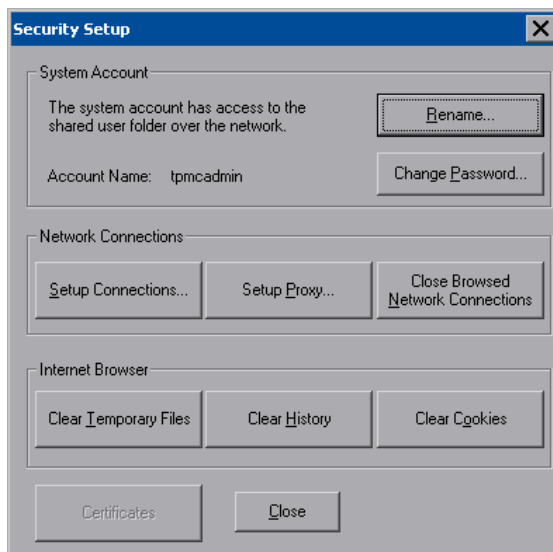 Security Setup
System Account
The system account has access to the
shared user folder over the network.
Rename...
Account Name: tpmcadmin
Change Password...
Network Connections
Setup Connections...
Setup Proxy...
Close Browsed
Network Connections
Internet Browser
Clear Temporary Files
Clear History
Clear Cookies
Certificates
Close